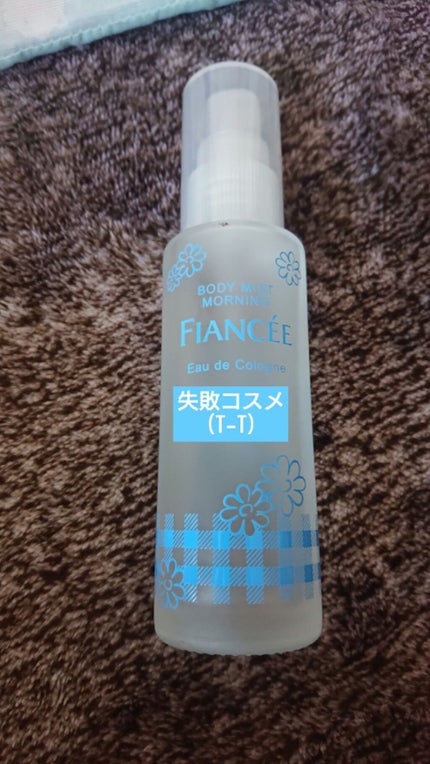 BODY MIST
MORNING
FIANCÉE
Eau de Cologne
失敗コスメ
(T-T)